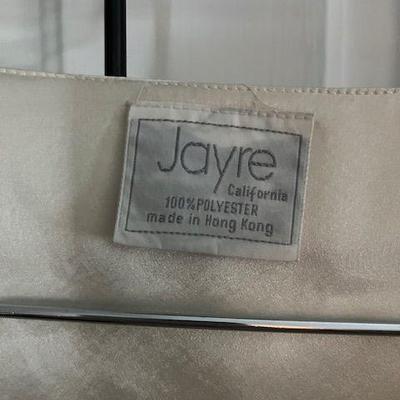 Jayre
California
100% POLYESTER
made in Hong Kong